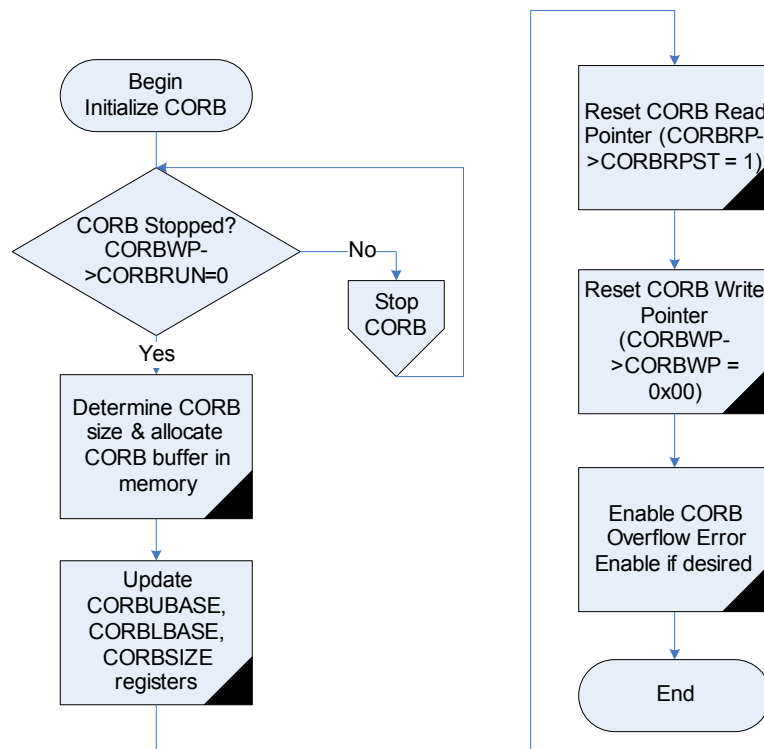 Begin
Initialize CORB
CORB Stopped?
CORBWP-
>CORBRUN=0
No
Stop
CORB
Yes
Determine CORB
size & allocate
CORB buffer in
memory
Update
CORBUBASE,
CORBLBASE,
CORBSIZE
registers
Reset CORB Read
Pointer (CORBRP-
>CORBRPST = 1)
Reset CORB Write
Pointer
(CORBWP-
>CORBWP =
0x00)
Enable CORB
Overflow Error
Enable if desired
End